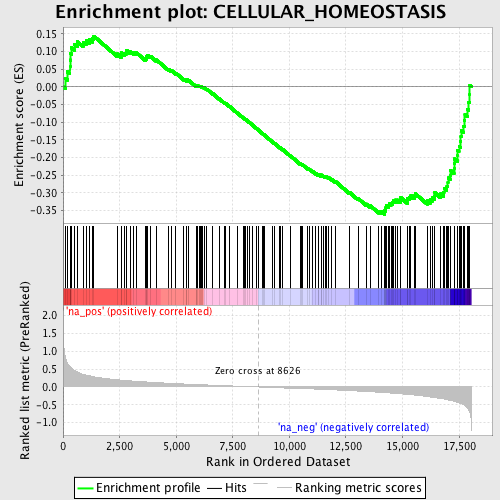 Enrichment plot: CELLULAR_HOMEOSTASIS
Enrichment score (ES)
0.15
0.10
0.05
0.00
-0.05
-0.10
-0.15
-0.20
-0.25
-0.30
-0.35
'na_pos' (positively correlated)
Ranked list metric (PreRanked)
2.0
1.5
1.0
0.5
0.0
-0.5
-1.0
Zero cross at 8626
'na_neg' (negatively correlated)
0
2,500
5,000
7,500
10,000
12,500
15,000
17,500
Rank in Ordered Dataset
Enrichment profile
Hits
Ranking metric scores